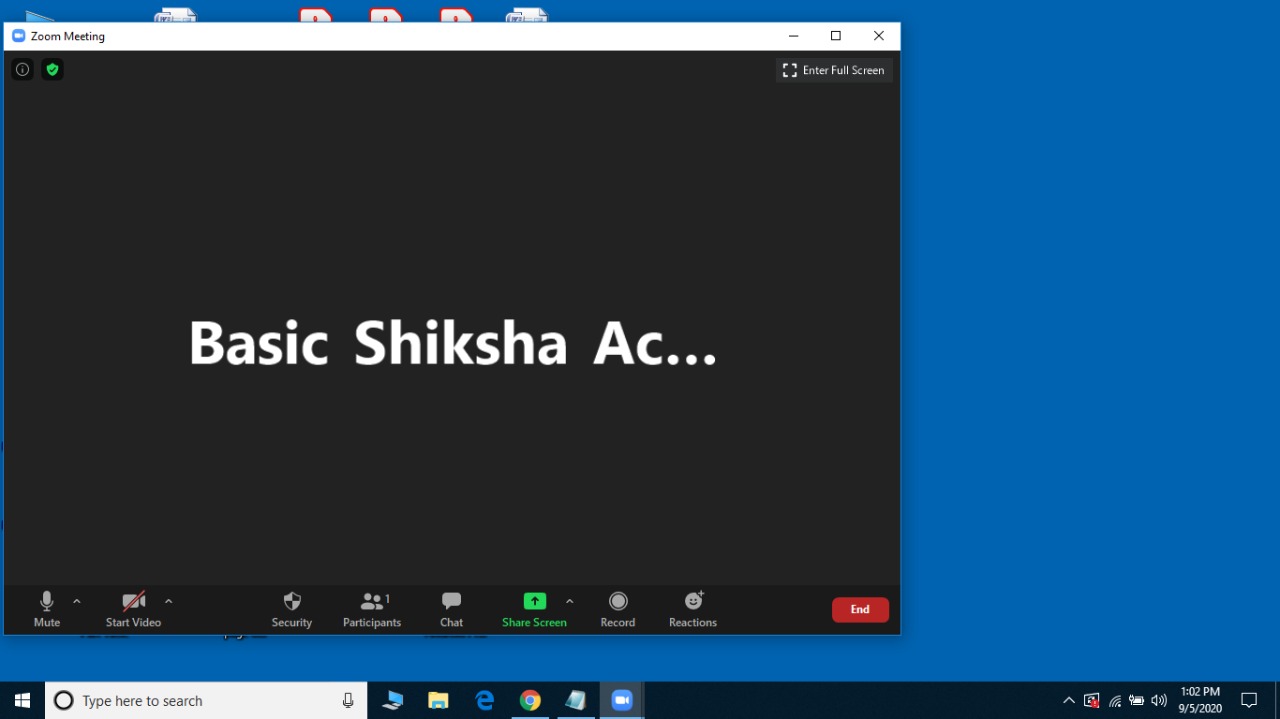 Zoom Meeting
Enter Full Screen
Basic Shiksha Ac...
1
Mute
Start Video
Security
Participants
Chat
Share Screen
Record
Reactions
End
Type here to search
1:02 PM
9/5/2020